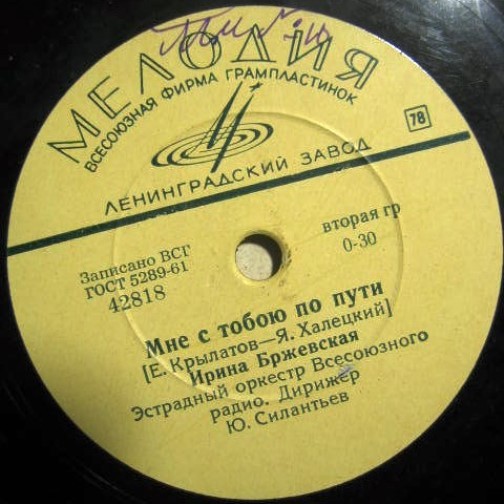 МЕЛОДИЯ
ВСЕСОЮЗНАЯ ФИРМА ГРАМПЛАСТИНОК
78
ЛЕНИНГРАДСКИЙ ЗАВОД
Записано ВСГ
ГОСТ 5289-61
42818
вторая гр
0-30
Мне с тобою по пути
[Е. Крылатов—Я. Халецкий]
Ирина Бржевская
Эстрадный оркестр Всесоюзного
радио. Дирижер
Ю. Силантьев